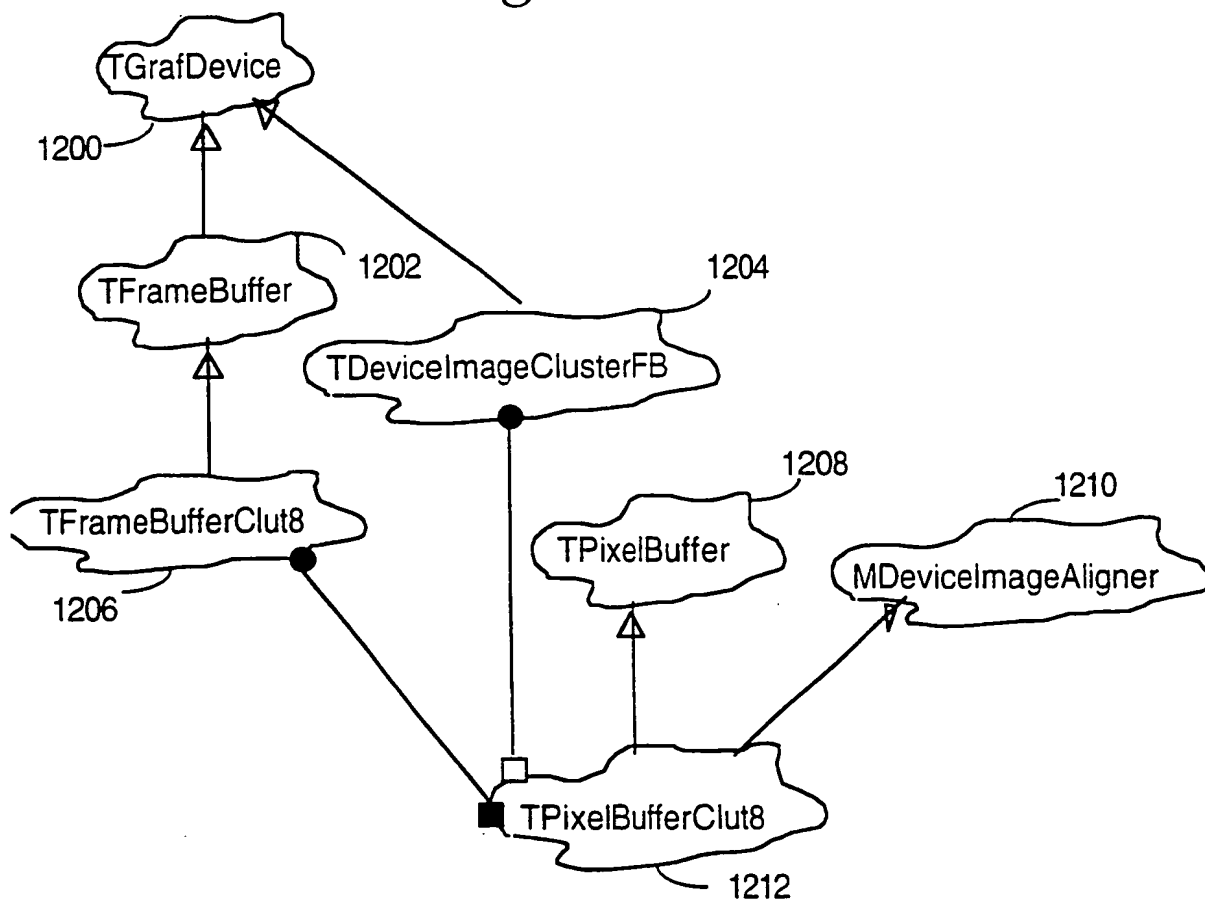 TGrafDevice
1200
TFrameBuffer
1202
1204
TDeviceImageClusterFB
TFrameBufferClut8
1206
1208
TPixelBuffer
1210
MDeviceImageAligner
TPixelBufferClut8
1212